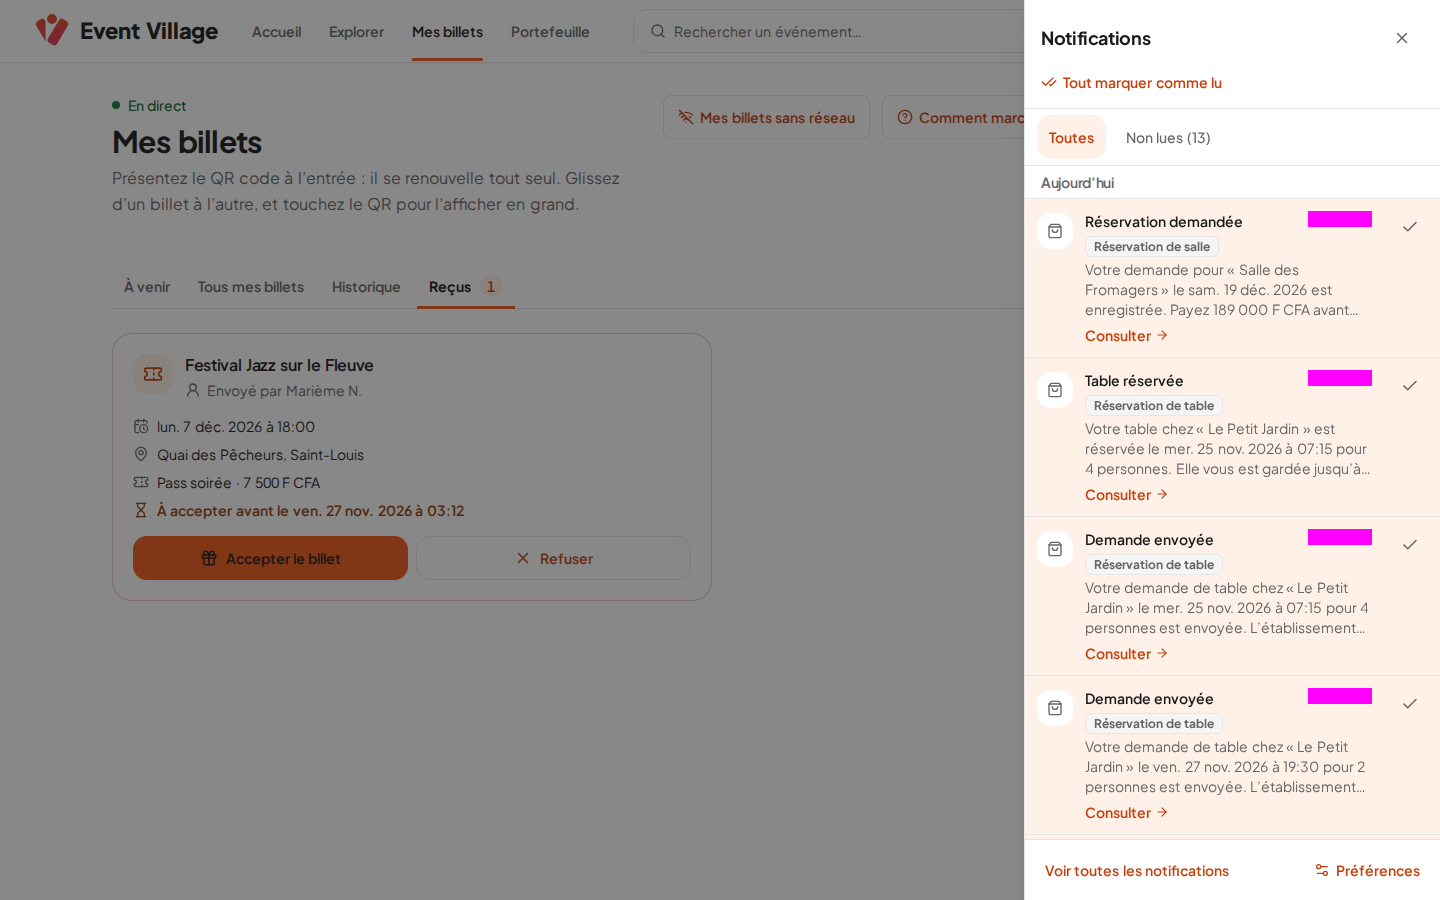 Event Village
Accueil
Explorer
Mes billets
Portefeuille
Rechercher un événement…
En direct
Mes billets
Présentez le QR code à l'entrée : il se renouvelle tout seul. Glissez
d'un billet à l'autre, et touchez le QR pour l'afficher en grand.
Mes billets sans réseau
Comment marc
À venir
Tous mes billets
Historique
Reçus 1
Festival Jazz sur le Fleuve
Envoyé par Marième N.
lun. 7 déc. 2026 à 18:00
Quai des Pêcheurs, Saint-Louis
Pass soirée · 7 500 F CFA
À accepter avant le ven. 27 nov. 2026 à 03:12
Accepter le billet
Refuser
Notifications
Tout marquer comme lu
Toutes
Non lues (13)
Aujourd'hui
Réservation demandée
Réservation de salle
Votre demande pour « Salle des
Fromagers » le sam. 19 déc. 2026 est
enregistrée. Payez 189 000 F CFA avant…
Consulter
Table réservée
Réservation de table
Votre table chez « Le Petit Jardin » est
réservée le mer. 25 nov. 2026 à 07:15 pour
4 personnes. Elle vous est gardée jusqu'à…
Consulter
Demande envoyée
Réservation de table
Votre demande de table chez « Le Petit
Jardin » le mer. 25 nov. 2026 à 07:15 pour 4
personnes est envoyée. L'établissement…
Consulter
Demande envoyée
Réservation de table
Votre demande de table chez « Le Petit
Jardin » le ven. 27 nov. 2026 à 19:30 pour 2
personnes est envoyée. L'établissement…
Consulter
Voir toutes les notifications
Préférences